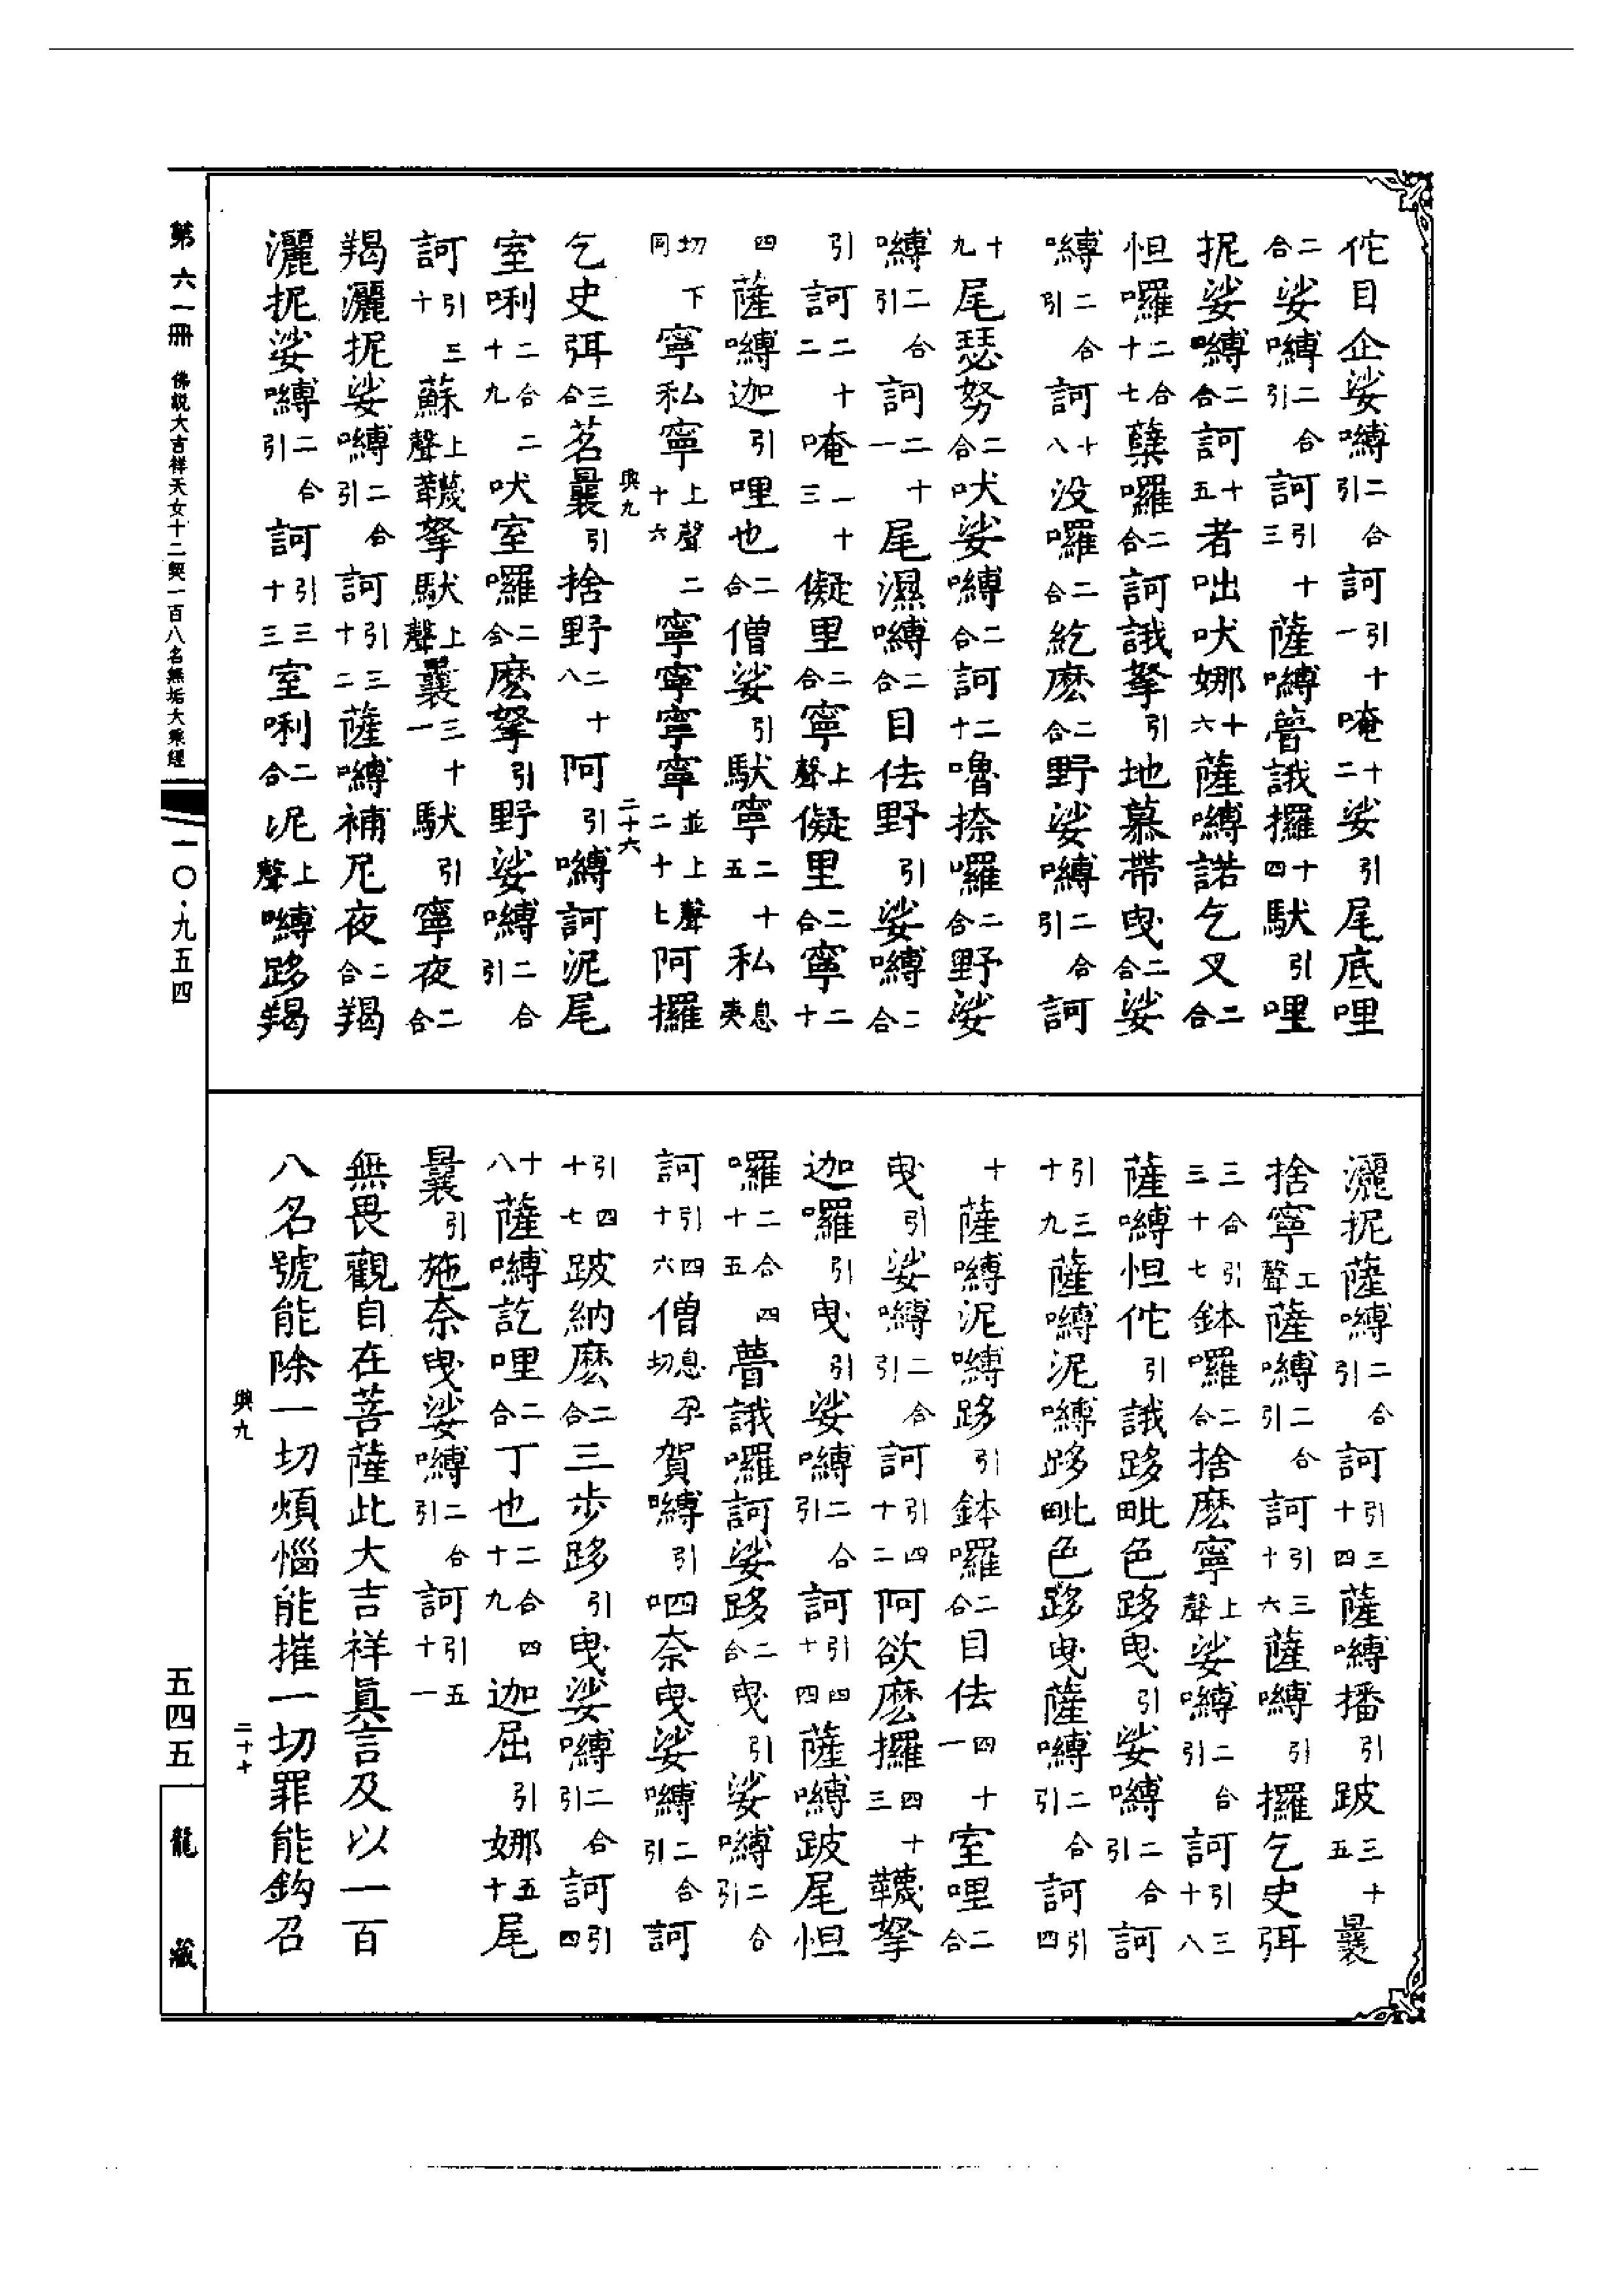 佗目企娑嚩二合引訶引十一唵十二娑引尾底哩
二合娑嚩二合引訶引十三薩嚩瞢誐攞十四馱引哩
抳娑嚩二合訶十五者咄吠娜十六薩嚩諾乞叉二合
怛囉二合十七蘖囉二合訶誐拏引地慕帶曳二合娑
嚩二合引訶十八没囉二合紇麽二合野娑嚩二合引訶
十九尾瑟努二合吠娑嚩二合訶二十嚕捺囉二合野娑
嚩二合引訶二十一尾濕嚩二合目佉野引娑嚩二合
引訶二十二唵二十三儗里二合寧上聲儗里二合寧二十
四薩嚩迦引哩也二合僧娑引馱寧二十五私息夷
切下同寧私寧上聲二十六寧寧寧寧並上聲二十七阿攞
興九
二十六
乞史弭三合茗曩引捨野二十八阿引嚩訶泥尾
室唎二合二十九吠室囉二合麽拏引野娑嚩二合引
訶引三十蘇上聲韈拏馱上聲曩三十一馱引寧夜二合
羯灑抳娑嚩二合引訶引三十二薩嚩補尼夜二合羯
灑抳娑嚩二合引訶引三十三室唎二合泥上聲嚩跢羯
第六一冊 佛説大吉祥天女十二契一百八名無垢大乘經
一〇·九五四
灑抳薩嚩二合引訶引三十四薩嚩播引跛三十五曩
捨寧上聲薩嚩二合引訶引三十六薩嚩引攞乞史弭
三合引三十七鉢囉二合捨麽寧上聲娑嚩二合引訶引三十八
薩嚩怛佗引誐跢毗色跢曳引娑嚩二合引訶
引三十九薩嚩泥嚩跢毗色跢曳薩嚩二合引訶引四
十薩嚩泥嚩跢引鉢囉二合目佉四十一室哩二合
曳引娑嚩二合引訶引四十二阿欲麽攞四十三韈拏
迦囉引曳引娑嚩二合引訶引四十四薩嚩跛尾怛
囉二合四十五瞢誐囉訶娑跢二合曳引娑嚩二合引
訶引四十六僧息孕切賀嚩引呬奈曳娑嚩二合引訶
引四十七跛納麽二合三步跢引曳娑嚩二合引訶引四
十八薩嚩訖哩二合丁也二合四十九迦屈引娜五十尾
曩引施奈曳娑嚩二合引訶引五十一
無畏觀自在菩薩此大吉祥眞言及以一百
八名號能除一切煩惱能摧一切罪能鈎召
興九
二十七
五四五
龍藏